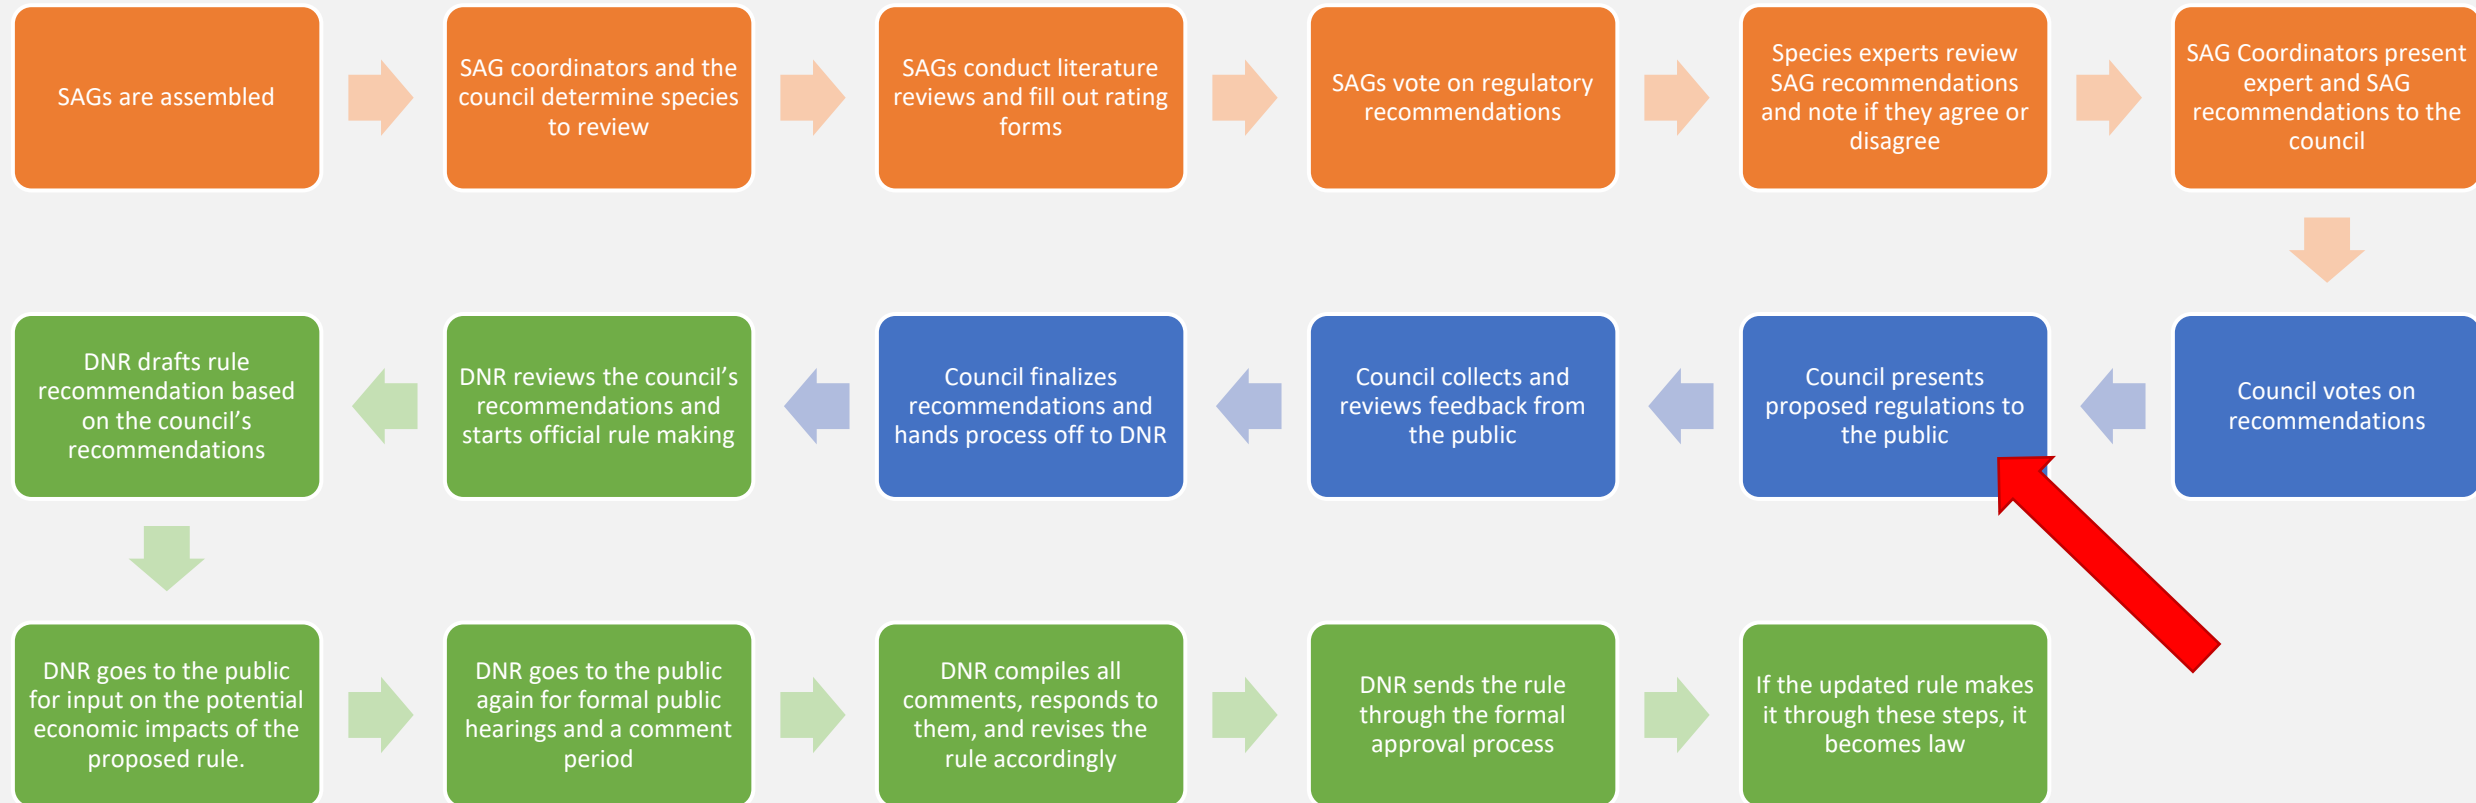 SAGs are assembled
SAG coordinators and the
council determine species
to review
SAGs conduct literature
reviews and fill out rating
forms
SAGs vote on regulatory
recommendations
Species experts review
SAG recommendations
and note if they agree or
disagree
SAG Coordinators present
expert and SAG
recommendations to the
council
Council votes on
recommendations
Council presents
proposed regulations to
the public
Council collects and
reviews feedback from
the public
Council finalizes
recommendations and
hands process off to DNR
DNR reviews the council’s
recommendations and
starts official rule making
DNR drafts rule
recommendation based
on the council’s
recommendations
DNR goes to the public
for input on the potential
economic impacts of the
proposed rule.
DNR goes to the public
again for formal public
hearings and a comment
period
DNR compiles all
comments, responds to
them, and revises the
rule accordingly
DNR sends the rule
through the formal
approval process
If the updated rule makes
it through these steps, it
becomes law